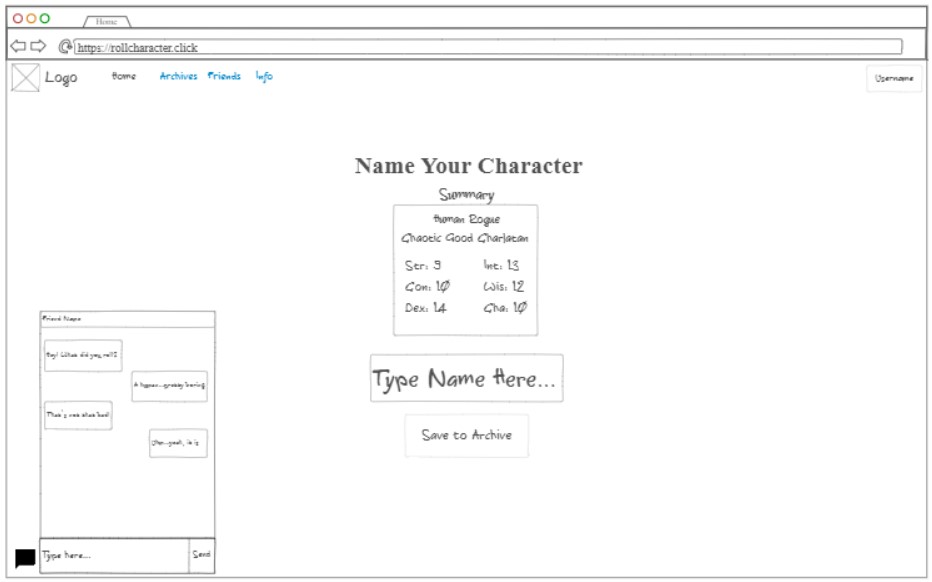 Home
https://rollcharacter.click
Logo Home Archives Friends Info Username
Name Your Character
Summary
Human Rogue
Chaotic Good Charlatan
Str: 9 Int: 13
Con: 10 Wis: 12
Dex: 14 Cha: 10
Friend Name
Hey! What did you roll?
A human...pretty boring
That's not that bad!
Uhh...yeah, it is
Type Name Here...
Save to Archive
Type here... Send